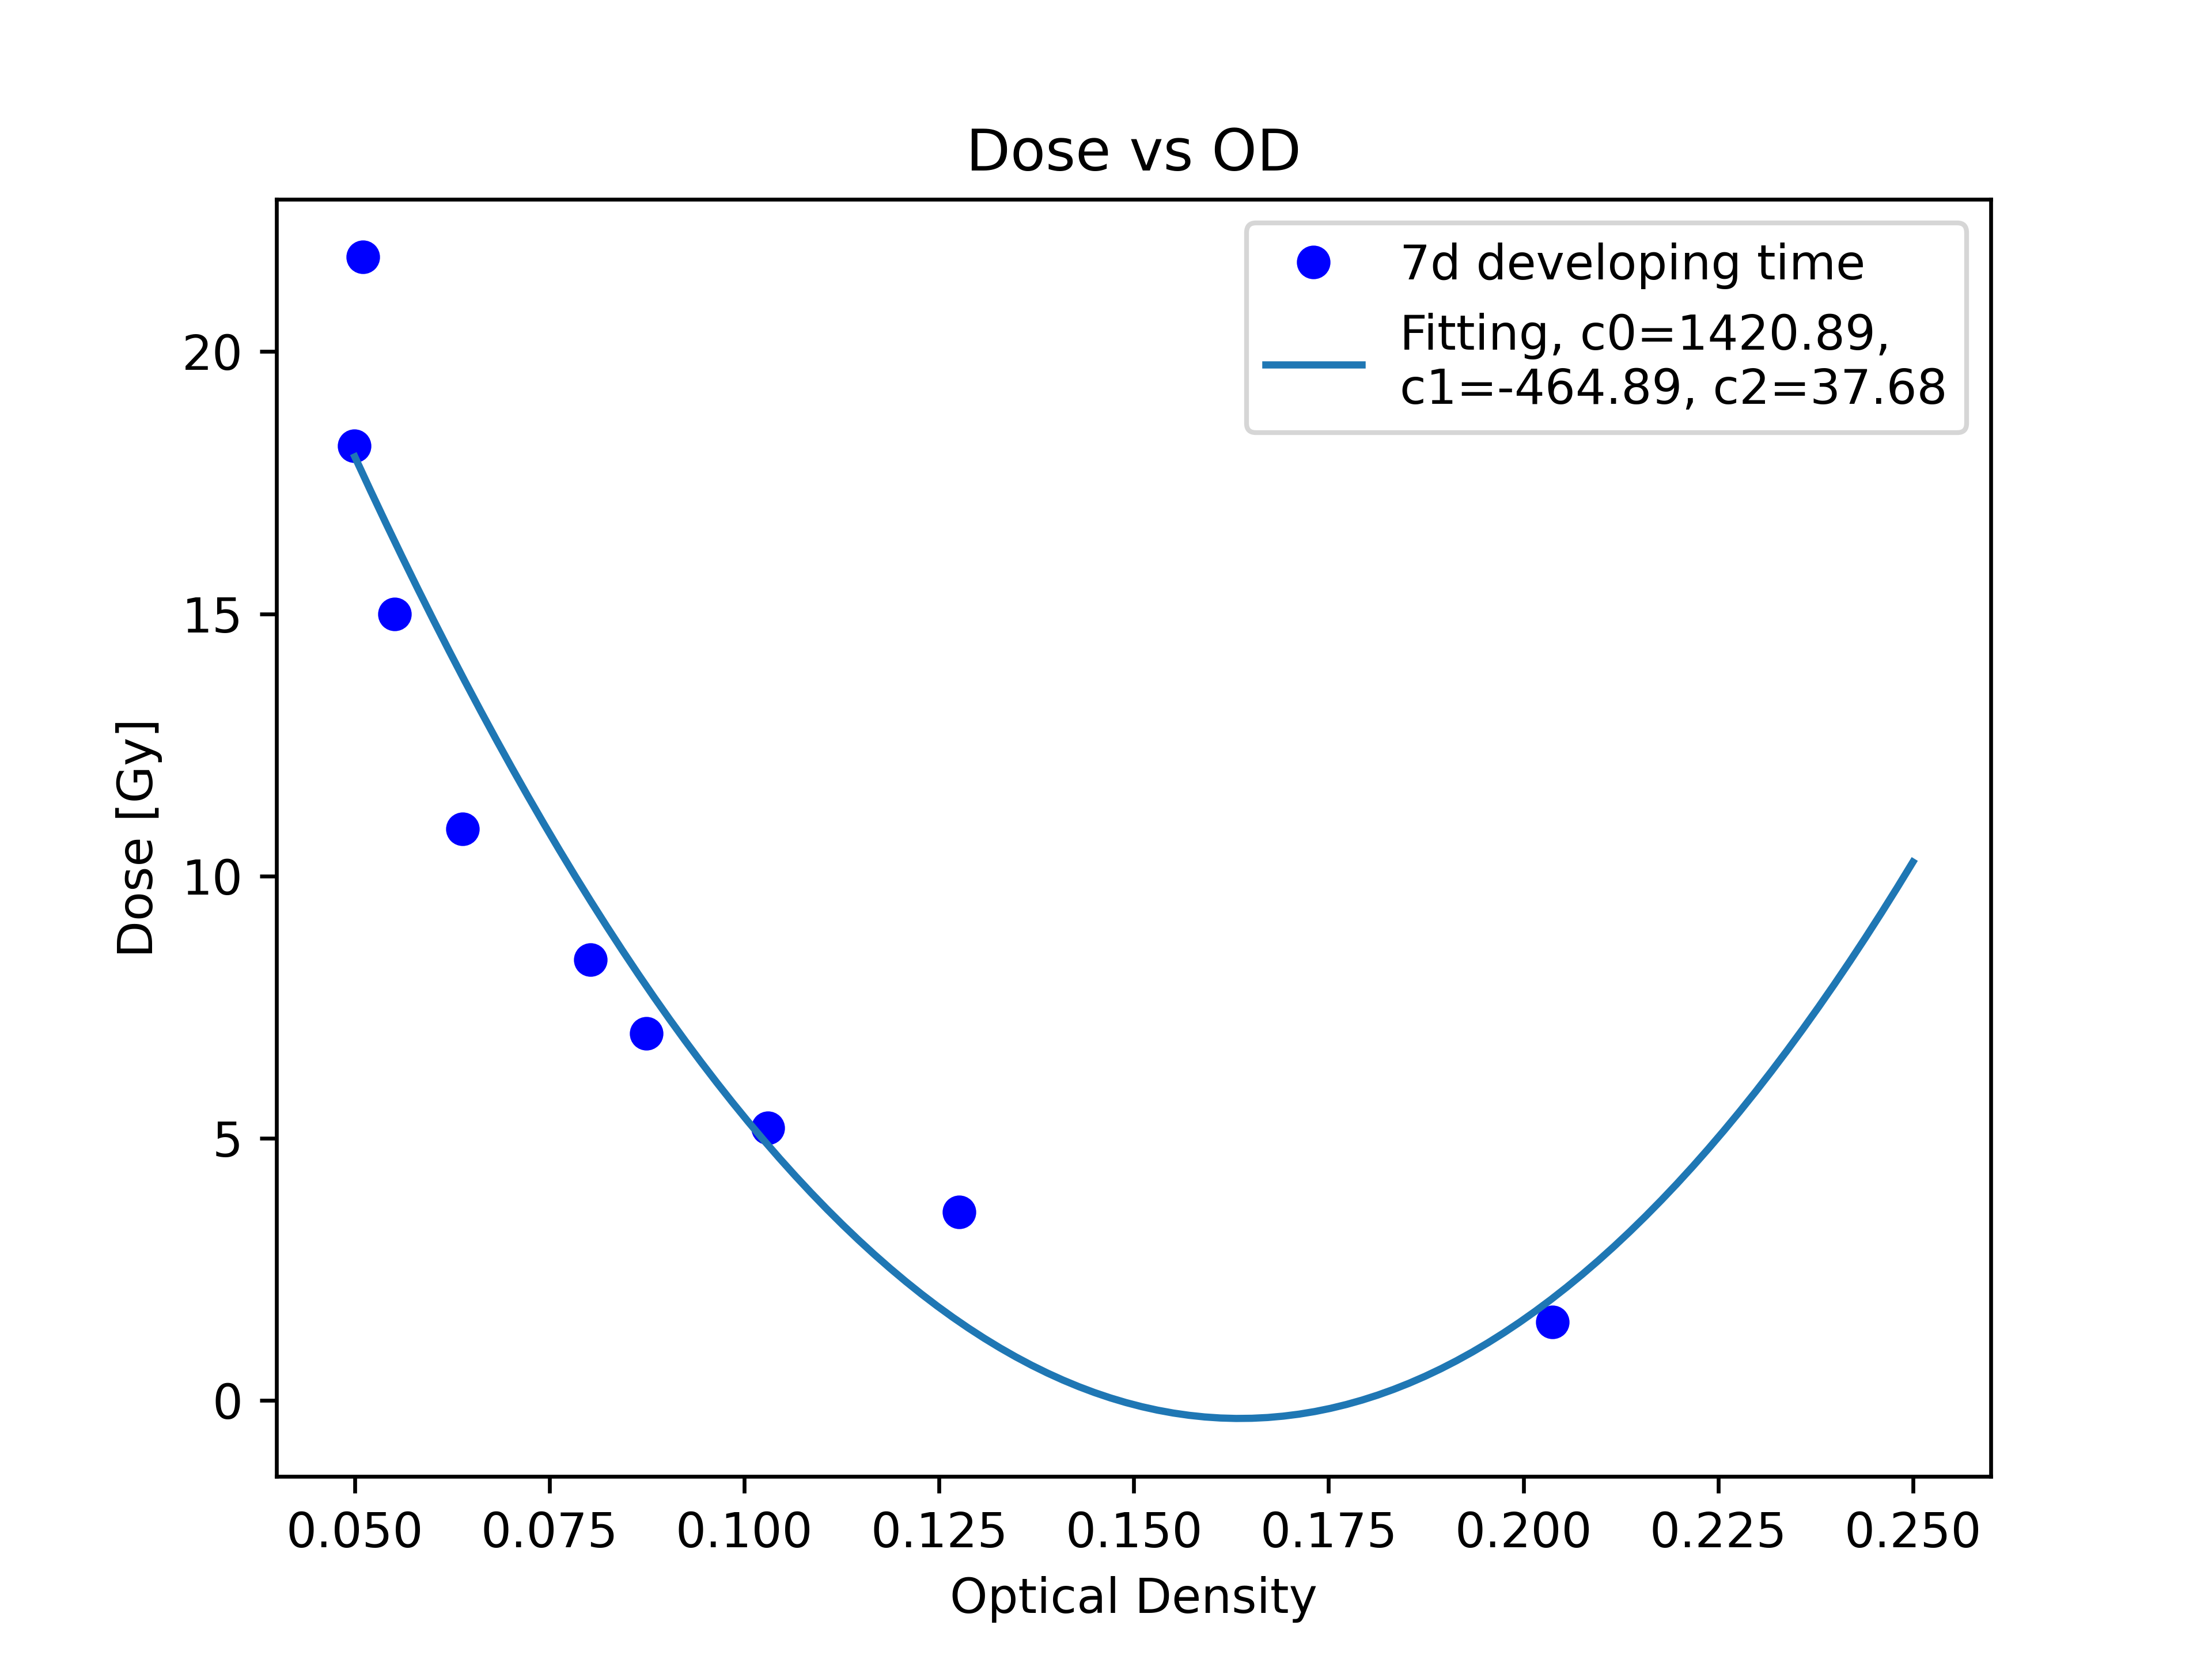 Dose vs OD
7d developing time
Fitting, c0=1420.89,
c1=-464.89, c2=37.68
Dose [Gy]
20
15
10
5
0
0.050 0.075 0.100 0.125 0.150 0.175 0.200 0.225 0.250
Optical Density